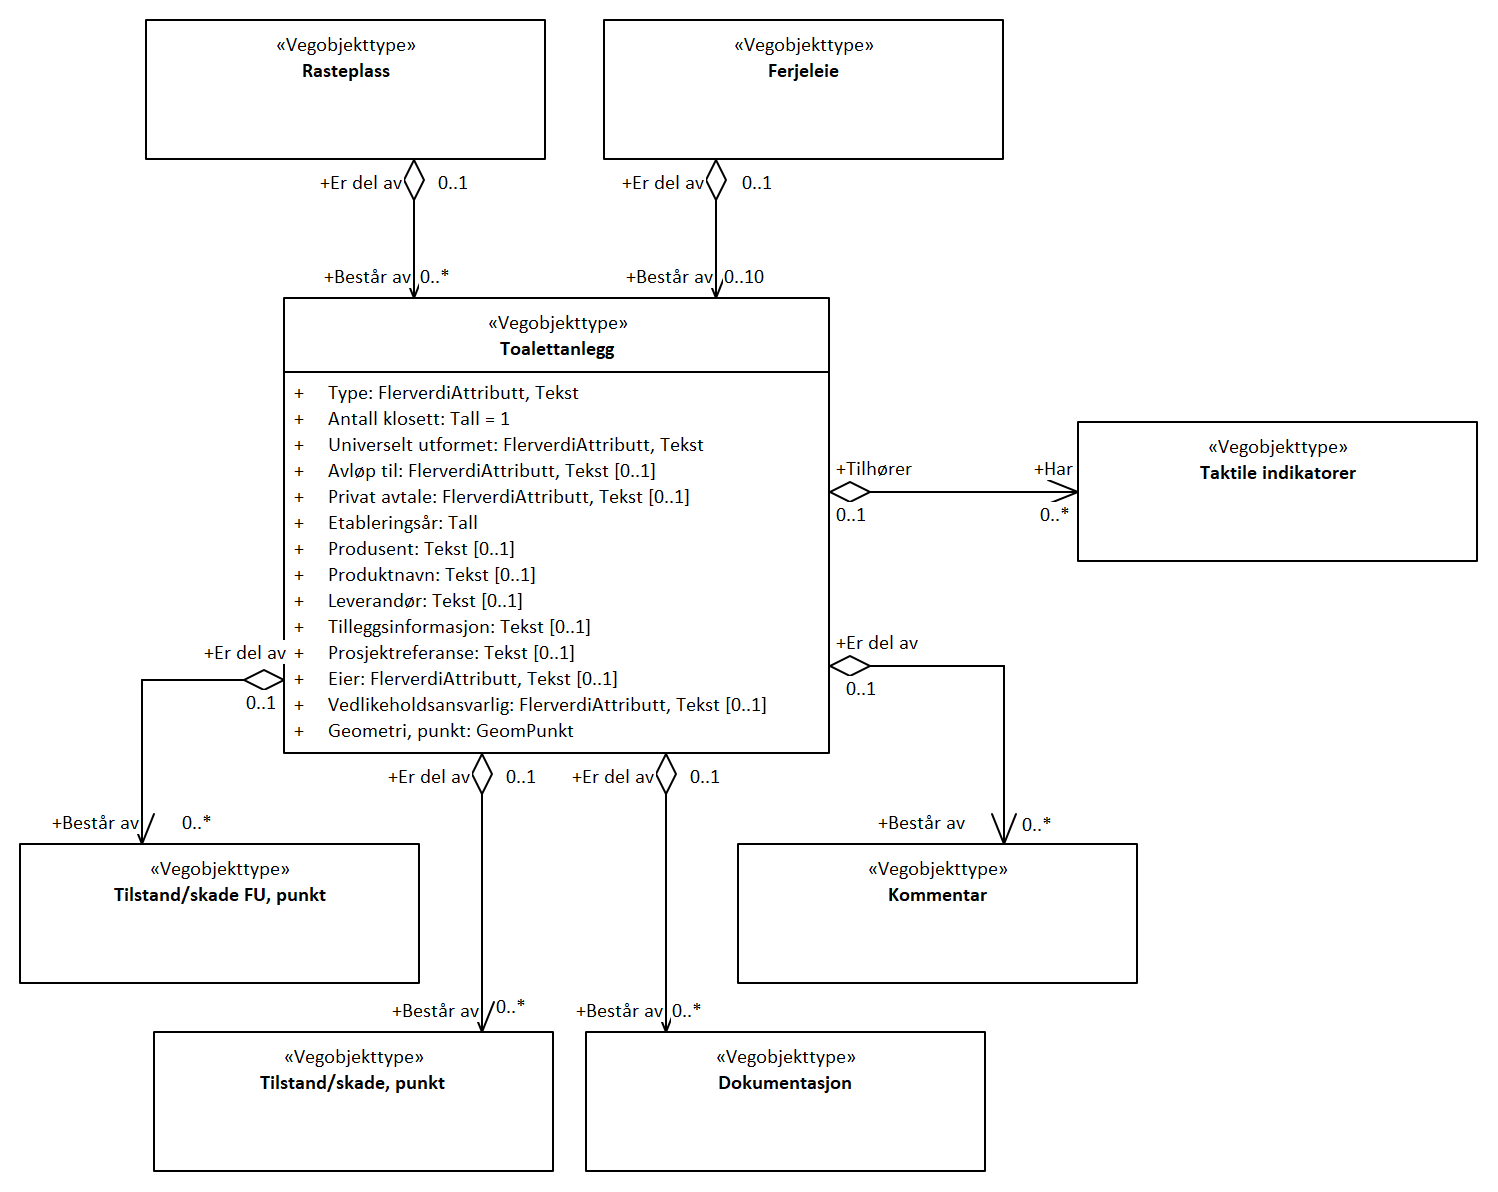 «Vegobjekttype»
Rasteplass
«Vegobjekttype»
Ferjeleie
+Er del av 0..1
+Er del av 0..1
+Består av 0..*
+Består av 0..10
«Vegobjekttype»
Toalettanlegg
+ Type: FlerverdiAttributt, Tekst
+ Antall klosett: Tall = 1
+ Universelt utformet: FlerverdiAttributt, Tekst
+ Avløp til: FlerverdiAttributt, Tekst [0..1]
+ Privat avtale: FlerverdiAttributt, Tekst [0..1]
+ Etableringsår: Tall
+ Produsent: Tekst [0..1]
+ Produktnavn: Tekst [0..1]
+ Leverandør: Tekst [0..1]
+ Tilleggsinformasjon: Tekst [0..1]
+ Prosjektreferanse: Tekst [0..1]
+ Eier: FlerverdiAttributt, Tekst [0..1]
+ Vedlikeholdsansvarlig: FlerverdiAttributt, Tekst [0..1]
+ Geometri, punkt: GeomPunkt
+Tilhører
0..1
+Har
0..*
«Vegobjekttype»
Taktile indikatorer
+Er del av
0..1
+Er del av
0..1
+Er del av 0..1
+Er del av 0..1
+Består av 0..*
«Vegobjekttype»
Tilstand/skade FU, punkt
+Består av 0..*
«Vegobjekttype»
Kommentar
+Består av 0..*
«Vegobjekttype»
Tilstand/skade, punkt
+Består av 0..*
«Vegobjekttype»
Dokumentasjon